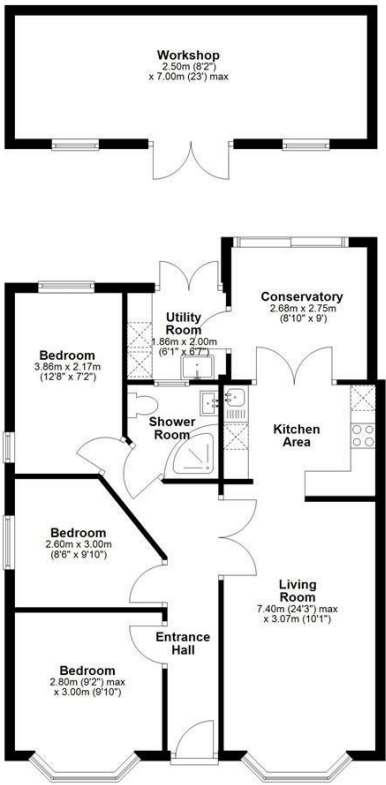 Workshop
2.50m (8'2")
x 7.00m (23') max
Conservatory
2.68m x 2.75m
(8'10" x 9')
Utility
Room
1.86m x 2.00m
(6'1" x 6'7")
Bedroom
3.86m x 2.17m
(12'8" x 7'2")
Shower
Room
Kitchen
Area
Bedroom
2.60m x 3.00m
(8'6" x 9'10")
Living
Room
7.40m (24'3") max
x 3.07m (10'1")
Entrance
Hall
Bedroom
2.80m (9'2") max
x 3.00m (9'10")